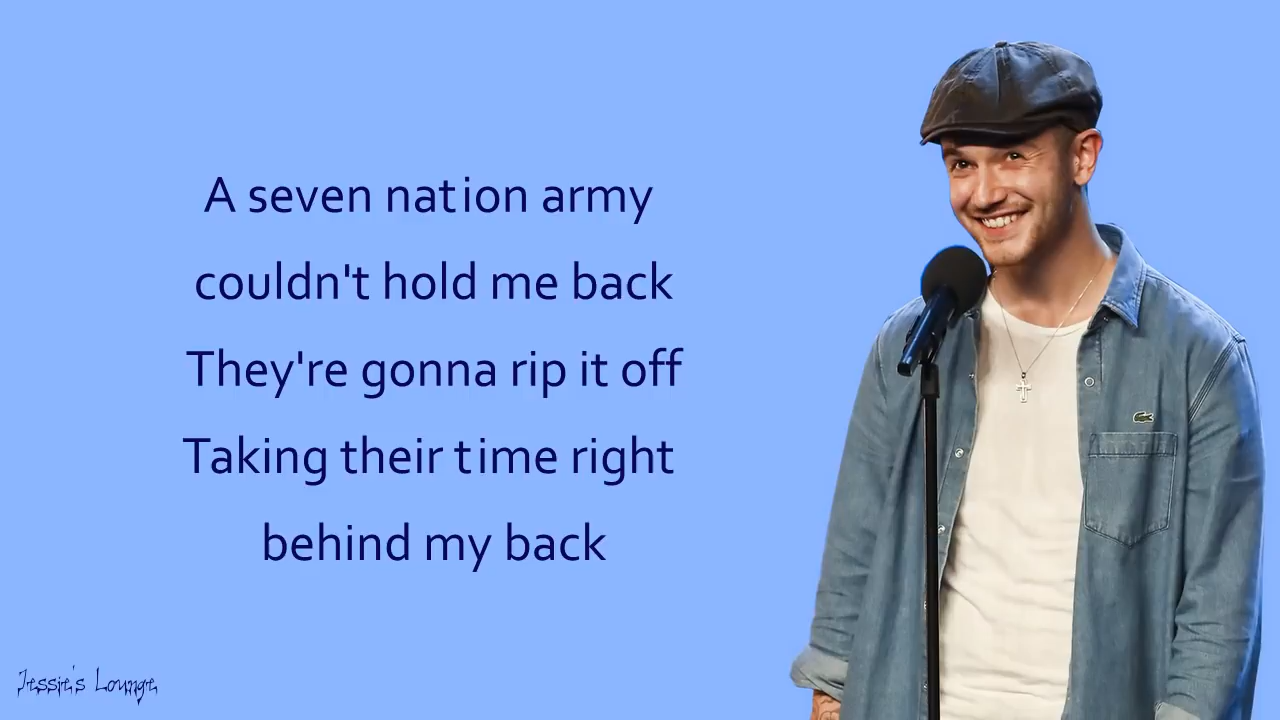 A seven nation army
couldn't hold me back
They're gonna rip it off
Taking their time right
behind my back
Jessie's Lounge